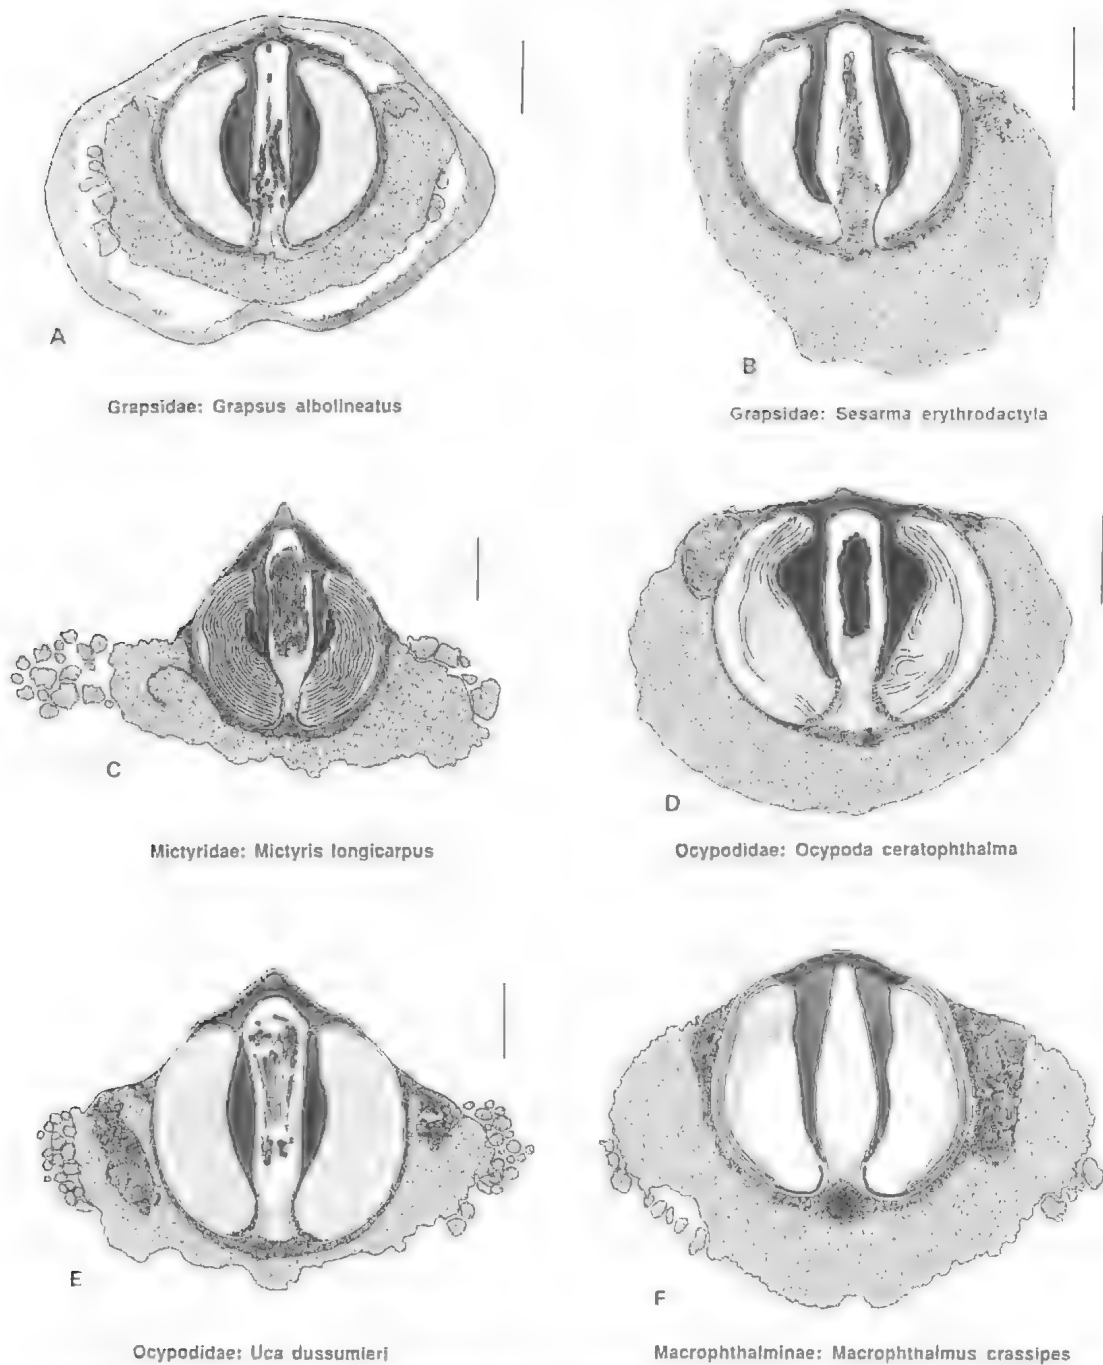 A
B
Grapsidae: Grapsus albolineatus
Grapsidae: Sesarma erythrodactyla
C
D
Mictyridae: Mictyris longicarpus
Ocypodidae: Ocypoda ceratophthalma
E
F
Ocypodidae: Uca dussumieri
Macrophthalminae: Macrophthalmus crassipes